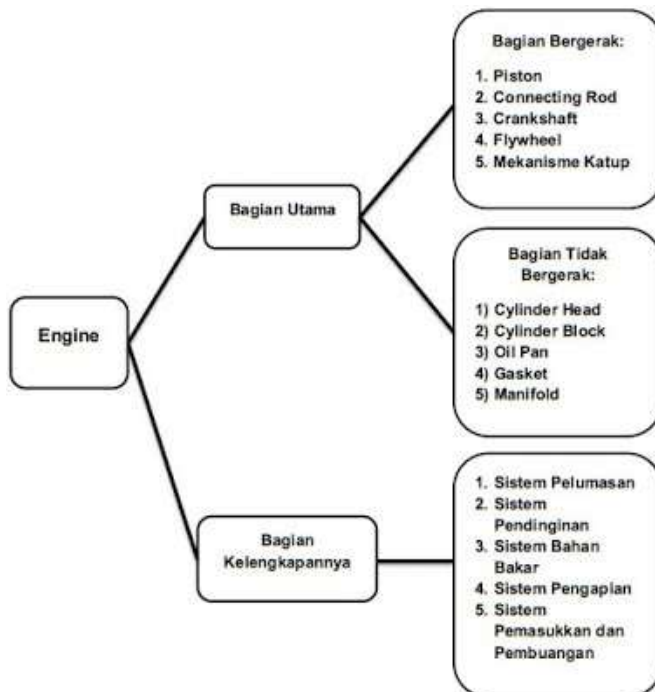 Engine
Bagian Utama
Bagian Bergerak:
1. Piston
2. Connecting Rod
3. Crankshaft
4. Flywheel
5. Mekanisme Katup
Bagian Tidak
Bergerak:
1) Cylinder Head
2) Cylinder Block
3) Oil Pan
4) Gasket
5) Manifold
Bagian
Kelengkapannya
1. Sistem Pelumasan
2. Sistem
Pendinginan
3. Sistem Bahan
Bakar
4. Sistem Pengapian
5. Sistem
Pemasukkan dan
Pembuangan